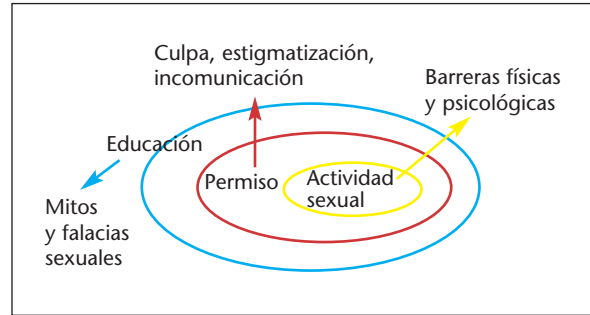 Culpa, estigmatización,
incomunicación
Barreras físicas
y psicológicas
Educación
Permiso
Actividad
sexual
Mitos
y falacias
sexuales